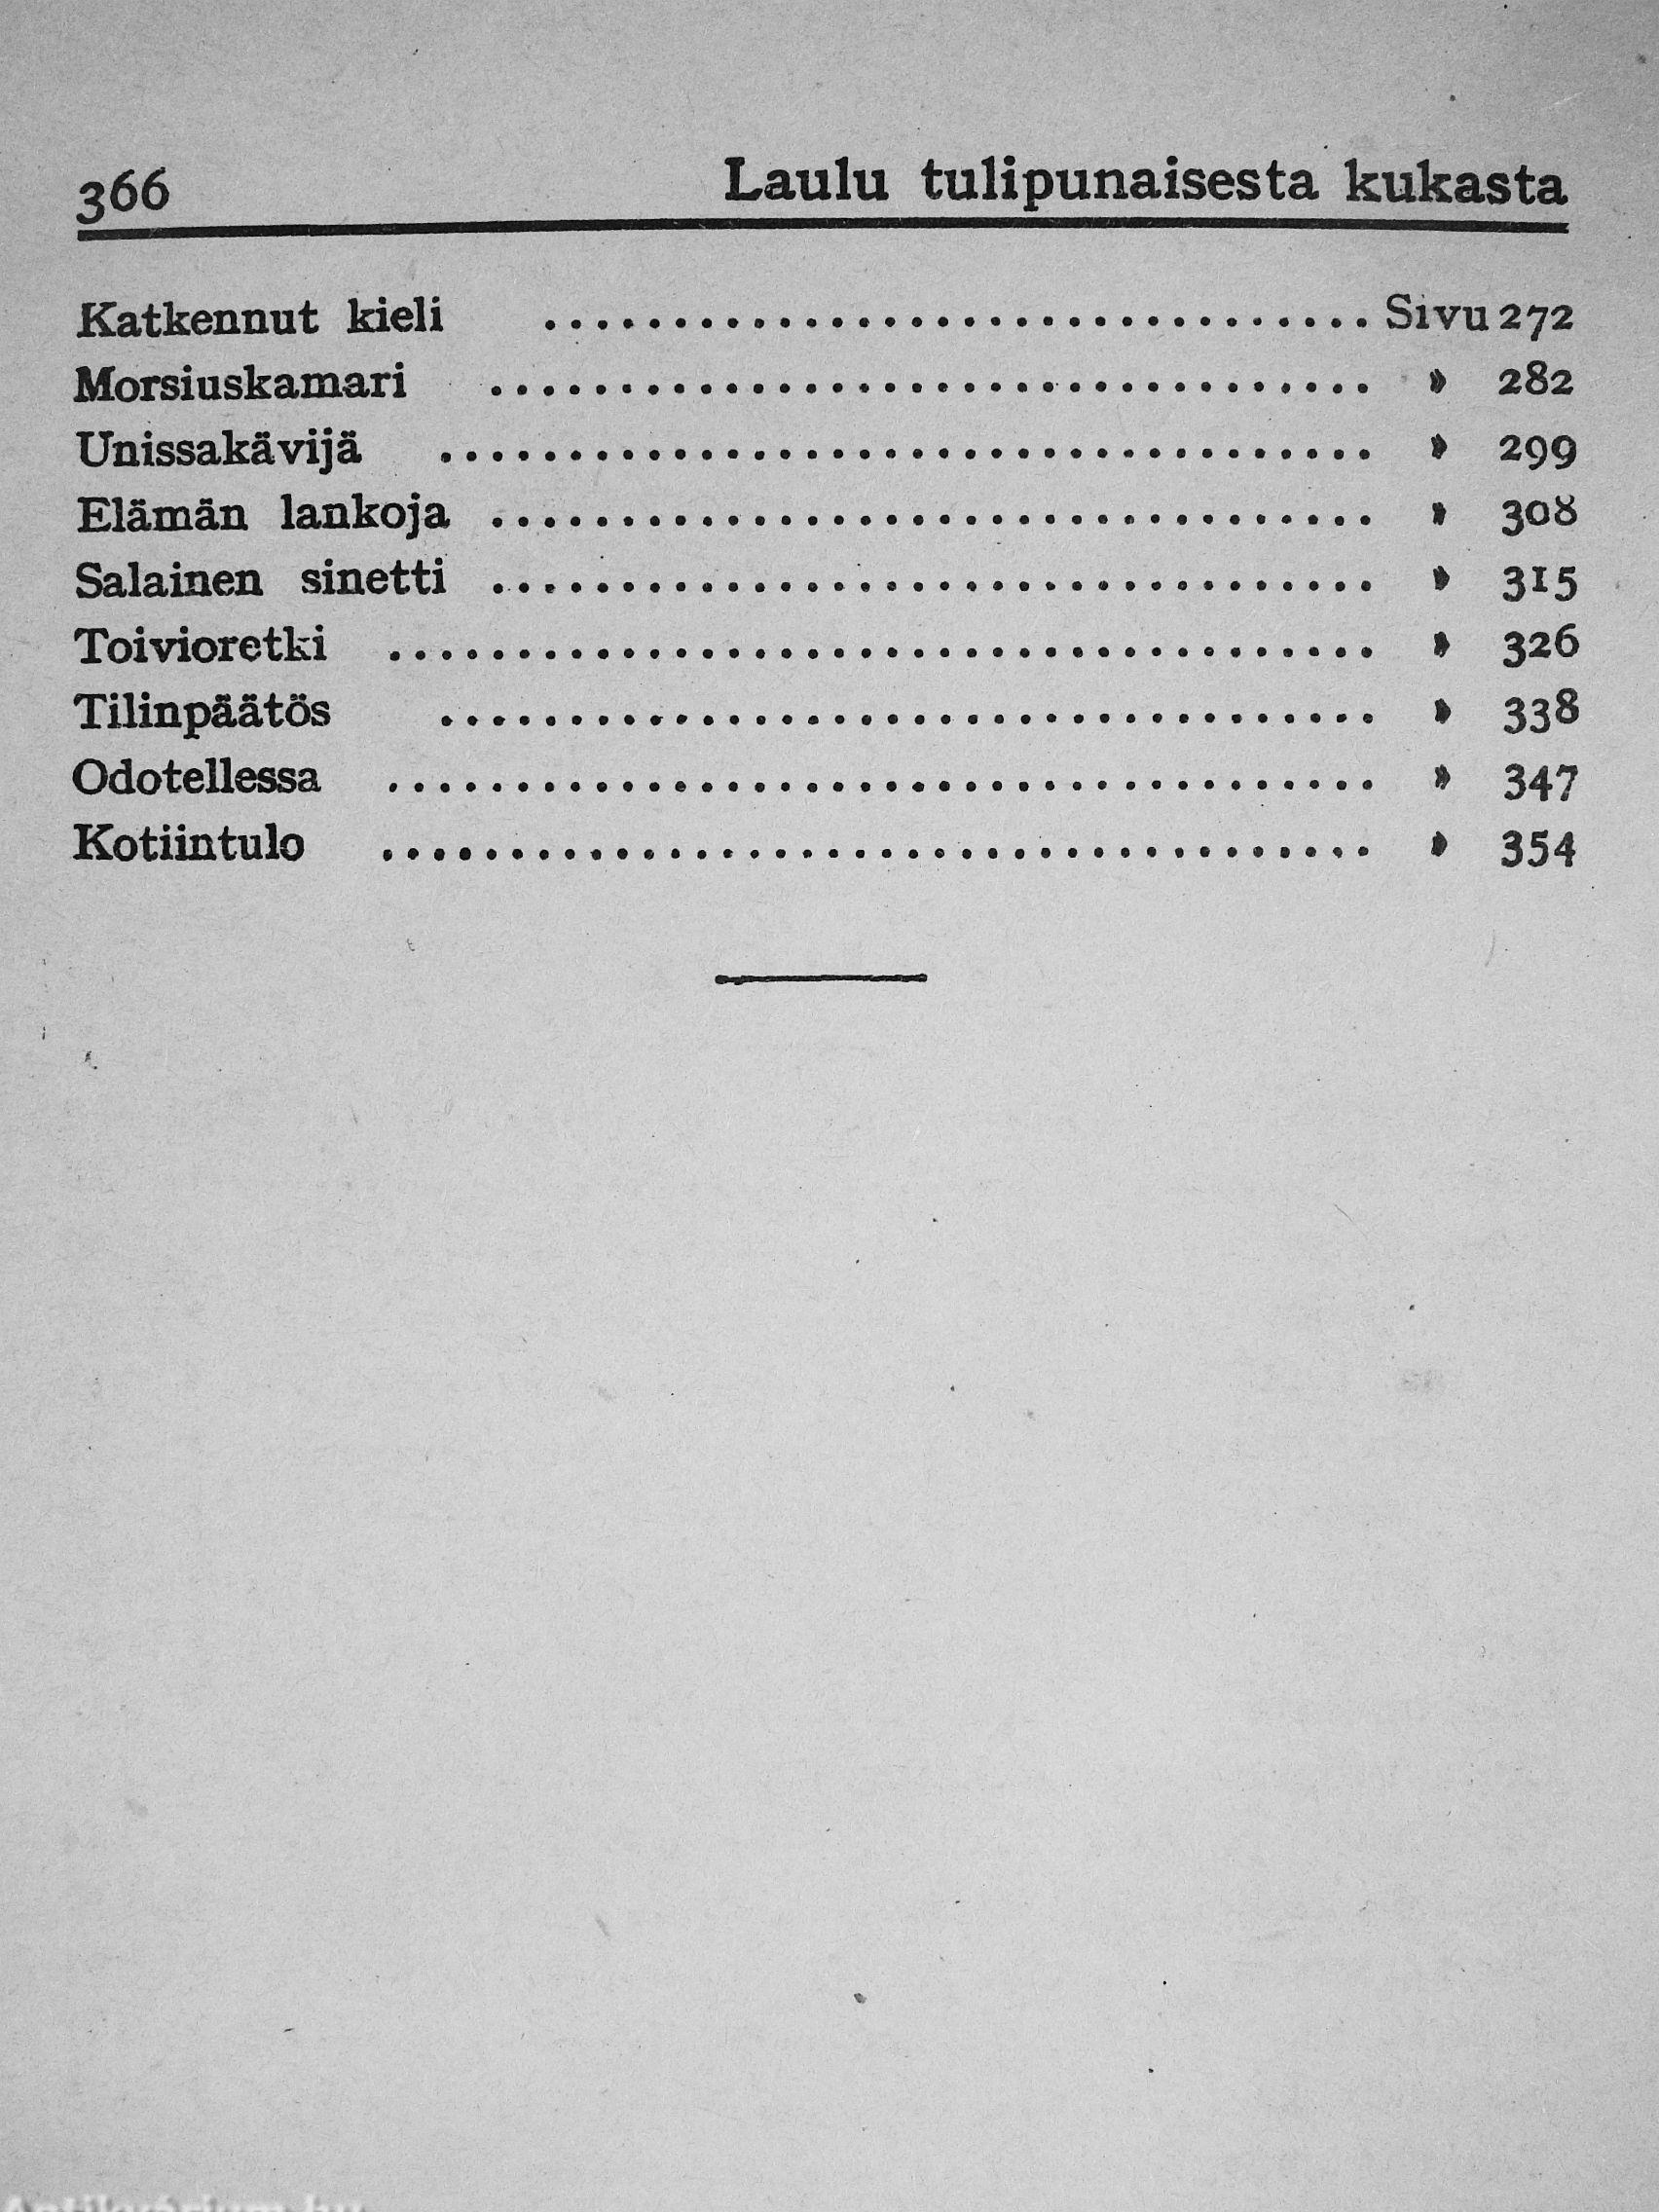 366 Laulu tulipunaisesta kukasta
Katkennut kieli ................................ Sivu 272
Morsiuskamari .................................. » 282
Unissakävijä .................................... » 299
Elämän lankoja .................................. » 308
Salainen sinetti .................................. » 315
Toivioretki ...................................... » 326
Tilinpäätös .................................... » 338
Odotellessa ...................................... » 347
Kotiintulo ...................................... » 354